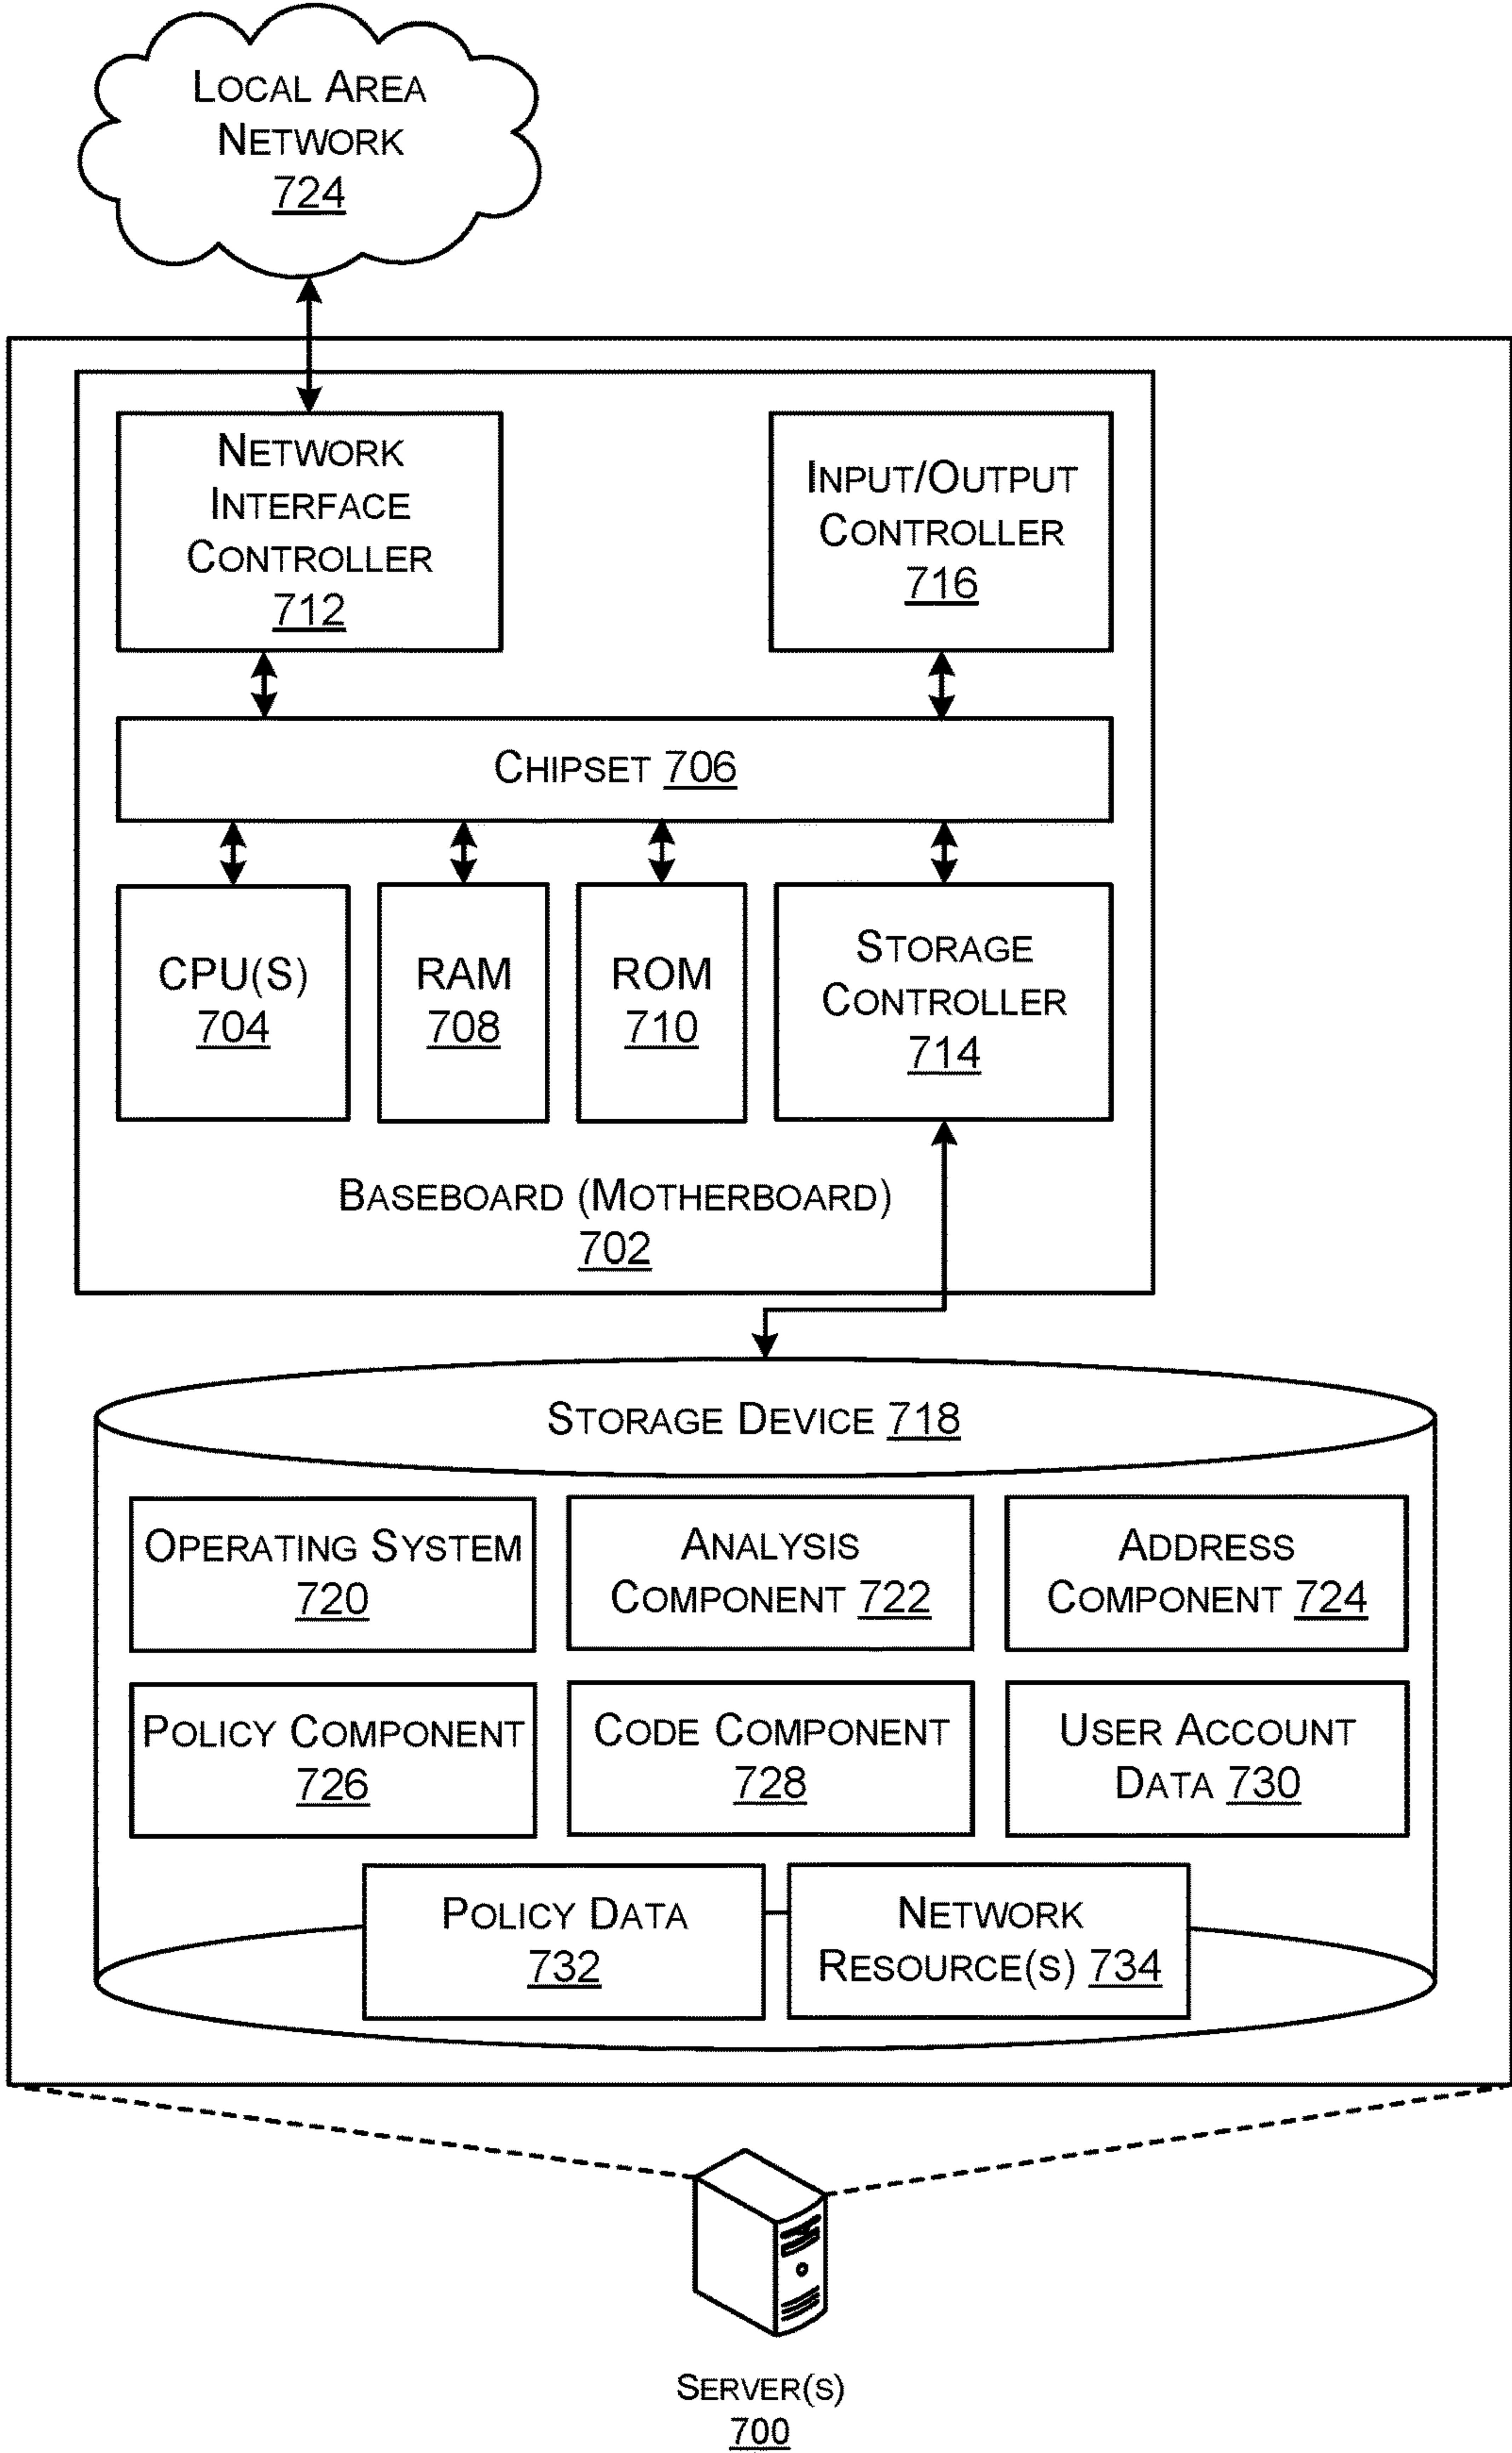 LOCAL AREA
NETWORK
724
NETWORK
INTERFACE
CONTROLLER
712
INPUT/OUTPUT
CONTROLLER
716
CHIPSET 706
CPU(S)
704
RAM
708
ROM
710
STORAGE
CONTROLLER
714
BASEBOARD (MOTHERBOARD)
702
STORAGE DEVICE 718
OPERATING SYSTEM
720
ANALYSIS
COMPONENT 722
ADDRESS
COMPONENT 724
POLICY COMPONENT
726
CODE COMPONENT
728
USER ACCOUNT
DATA 730
POLICY DATA
732
NETWORK
RESOURCE(S) 734
SERVER(S)
700